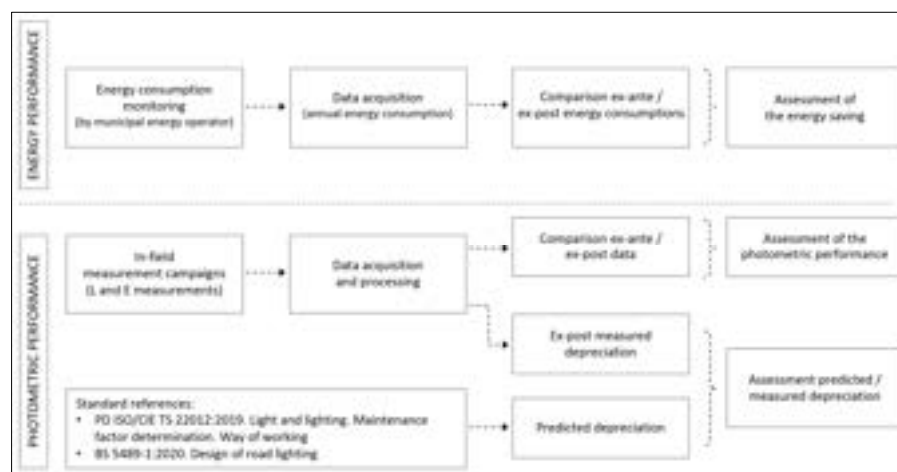 ENERGY PERFORMANCE
Energy consumption
monitoring
(by municipal energy operator)
Data acquisition
(annual energy consumption)
Comparison ex-ante /
ex-post energy consumptions
Assessment of
the energy saving
PHOTOMETRIC PERFORMANCE
In-field
measurement campaigns
(L and E measurements)
Data acquisition
and processing
Comparison ex-ante /
ex-post data
Assessment of the
photometric performance
Ex-post measured
depreciation
Assessment predicted /
measured depreciation
Standard references:
• PD ISO/CIE TS 22012:2019. Light and lighting. Maintenance
factor determination. Way of working
• BS 5489-1:2020. Design of road lighting
Predicted depreciation